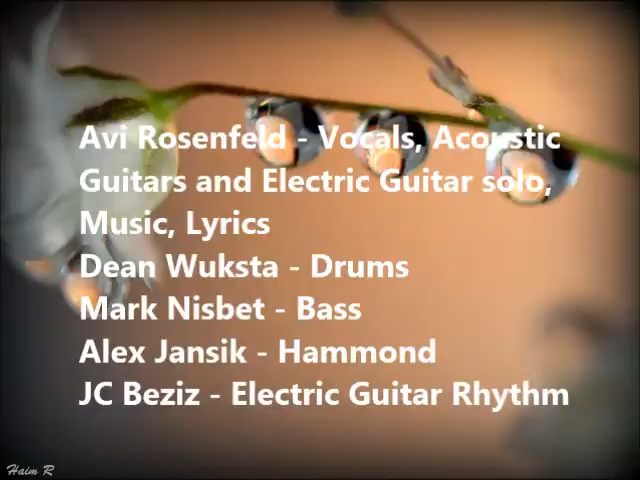 Avi Rosenfeld - Vocals, Acoustic
Guitars and Electric Guitar solo,
Music, Lyrics
Dean Wuksta - Drums
Mark Nisbet - Bass
Alex Jansik - Hammond
JC Beziz - Electric Guitar Rhythm
Haim R